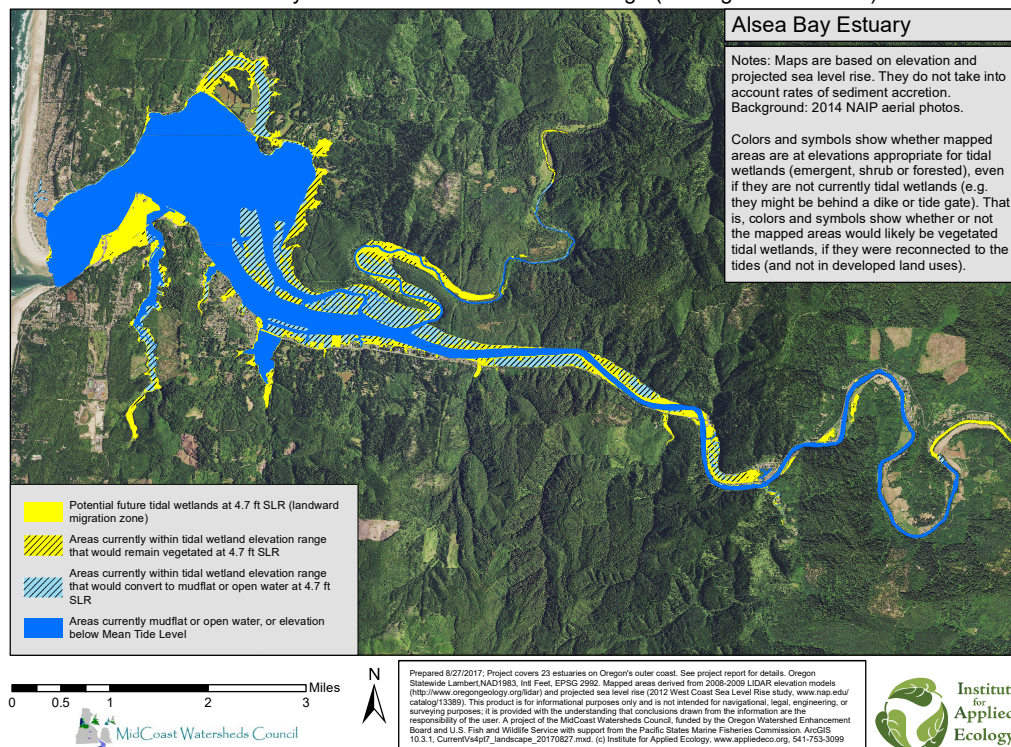 Alsea Bay Estuary
Notes: Maps are based on elevation and
projected sea level rise. They do not take into
account rates of sediment accretion.
Background: 2014 NAIP aerial photos.
Colors and symbols show whether mapped
areas are at elevations appropriate for tidal
wetlands (emergent, shrub or forested), even
if they are not currently tidal wetlands (e.g.
they might be behind a dike or tide gate). That
is, colors and symbols show whether or not
the mapped areas would likely be vegetated
tidal wetlands, if they were reconnected to the
tides (and not in developed land uses).
Potential future tidal wetlands at 4.7 ft SLR (landward
migration zone)
Areas currently within tidal wetland elevation range
that would remain vegetated at 4.7 ft SLR
Areas currently within tidal wetland elevation range
that would convert to mudflat or open water at 4.7 ft
SLR
Areas currently mudflat or open water, or elevation
below Mean Tide Level
0 0.5 1 2 3 Miles
N
MidCoast Watersheds Council
Prepared 8/27/2017; Project covers 23 estuaries on Oregon's outer coast. See project report for details. Oregon
Statewide Lambert,NAD1983, Intl Feet, EPSG 2992. Mapped areas derived from 2008-2009 LIDAR elevation models
(http://www.oregongeology.org/lidar) and projected sea level rise (2012 West Coast Sea Level Rise study, www.nap.edu/
catalog/13389). This product is for informational purposes only and is not intended for navigational, legal, engineering, or
surveying purposes; it is provided with the understanding that conclusions drawn from the information are the
responsibility of the user. A project of the MidCoast Watersheds Council, funded by the Oregon Watershed Enhancement
Board and U.S. Fish and Wildlife Service with support from the Pacific States Marine Fisheries Commission. ArcGIS
10.3.1, CurrentVs4pt7_landscape_20170827.mxd. (c) Institute for Applied Ecology, www.appliedeco.org, 541-753-3099
Institut
for
Applied
Ecology